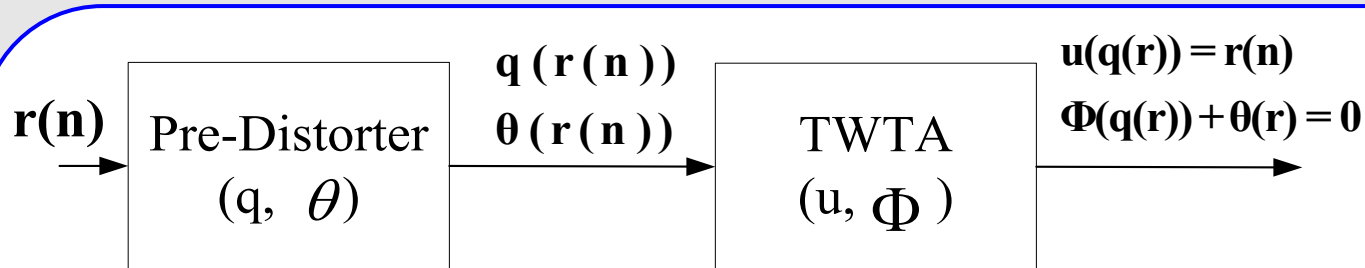 r(n)
Pre-Distorter
(q, θ)
q (r (n))
θ (r (n))
TWTA
(u, Φ )
u(q(r)) = r(n)
Φ(q(r)) + θ(r) = 0